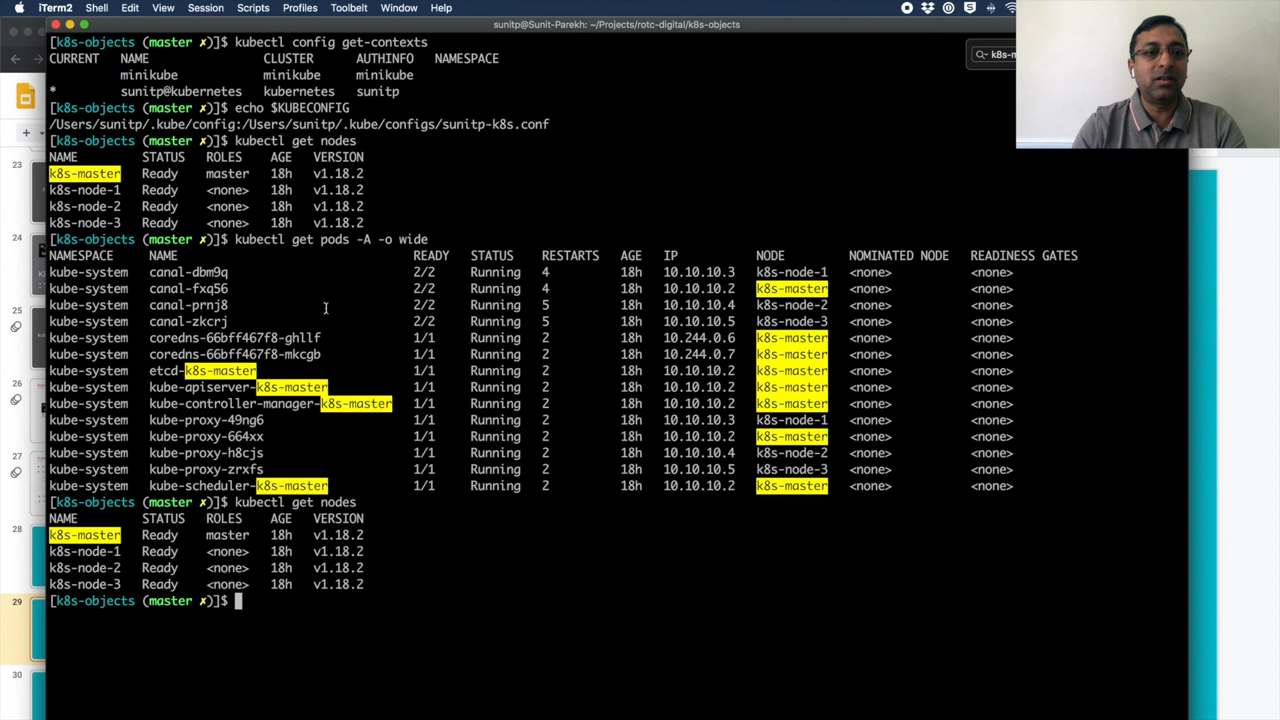 iTerm2 Shell Edit View Session Scripts Profiles Toolbelt Window Help
sunitp@Sunit-Parekh: ~/Projects/rotc-digital/k8s-objects
[k8s-objects (master ✗)]$ kubectl config get-contexts
CURRENT NAME CLUSTER AUTHINFO NAMESPACE
minikube minikube minikube
* sunitp@kubernetes kubernetes sunitp
[k8s-objects (master ✗)]$ echo $KUBECONFIG
/Users/sunitp/.kube/config:/Users/sunitp/.kube/configs/sunitp-k8s.conf
[k8s-objects (master ✗)]$ kubectl get nodes
NAME STATUS ROLES AGE VERSION
k8s-master Ready master 18h v1.18.2
k8s-node-1 Ready <none> 18h v1.18.2
k8s-node-2 Ready <none> 18h v1.18.2
k8s-node-3 Ready <none> 18h v1.18.2
[k8s-objects (master ✗)]$ kubectl get pods -A -o wide
NAMESPACE NAME READY STATUS RESTARTS AGE IP NODE NOMINATED NODE READINESS GATES
kube-system canal-dbm9q 2/2 Running 4 18h 10.10.10.3 k8s-node-1 <none> <none>
kube-system canal-fxq56 2/2 Running 4 18h 10.10.10.2 k8s-master <none> <none>
kube-system canal-prnj8 2/2 Running 5 18h 10.10.10.4 k8s-node-2 <none> <none>
kube-system canal-zkcrj 2/2 Running 5 18h 10.10.10.5 k8s-node-3 <none> <none>
kube-system coredns-66bff467f8-ghllf 1/1 Running 2 18h 10.244.0.6 k8s-master <none> <none>
kube-system coredns-66bff467f8-mkcgb 1/1 Running 2 18h 10.244.0.7 k8s-master <none> <none>
kube-system etcd-k8s-master 1/1 Running 2 18h 10.10.10.2 k8s-master <none> <none>
kube-system kube-apiserver-k8s-master 1/1 Running 2 18h 10.10.10.2 k8s-master <none> <none>
kube-system kube-controller-manager-k8s-master 1/1 Running 2 18h 10.10.10.2 k8s-master <none> <none>
kube-system kube-proxy-49ng6 1/1 Running 2 18h 10.10.10.3 k8s-node-1 <none> <none>
kube-system kube-proxy-664xx 1/1 Running 2 18h 10.10.10.2 k8s-master <none> <none>
kube-system kube-proxy-h8cjs 1/1 Running 2 18h 10.10.10.4 k8s-node-2 <none> <none>
kube-system kube-proxy-zrxfs 1/1 Running 2 18h 10.10.10.5 k8s-node-3 <none> <none>
kube-system kube-scheduler-k8s-master 1/1 Running 2 18h 10.10.10.2 k8s-master <none> <none>
[k8s-objects (master ✗)]$ kubectl get nodes
NAME STATUS ROLES AGE VERSION
k8s-master Ready master 18h v1.18.2
k8s-node-1 Ready <none> 18h v1.18.2
k8s-node-2 Ready <none> 18h v1.18.2
k8s-node-3 Ready <none> 18h v1.18.2
[k8s-objects (master ✗)]$
k8s-m
23
24
25
26
27
28
29
30